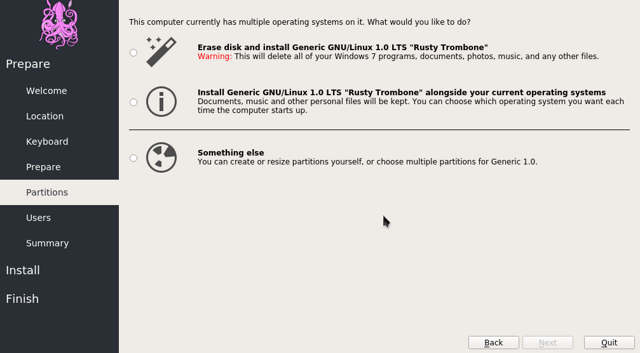 This computer currently has multiple operating systems on it. What would you like to do?
Erase disk and install Generic GNU/Linux 1.0 LTS "Rusty Trombone"
Warning: This will delete all of your Windows 7 programs, documents, photos, music, and any other files.
Install Generic GNU/Linux 1.0 LTS "Rusty Trombone" alongside your current operating systems
Documents, music and other personal files will be kept. You can choose which operating system you want each
time the computer starts up.
Something else
You can create or resize partitions yourself, or choose multiple partitions for Generic 1.0.
Prepare
Welcome
Location
Keyboard
Prepare
Partitions
Users
Summary
Install
Finish
Back
Next
Quit